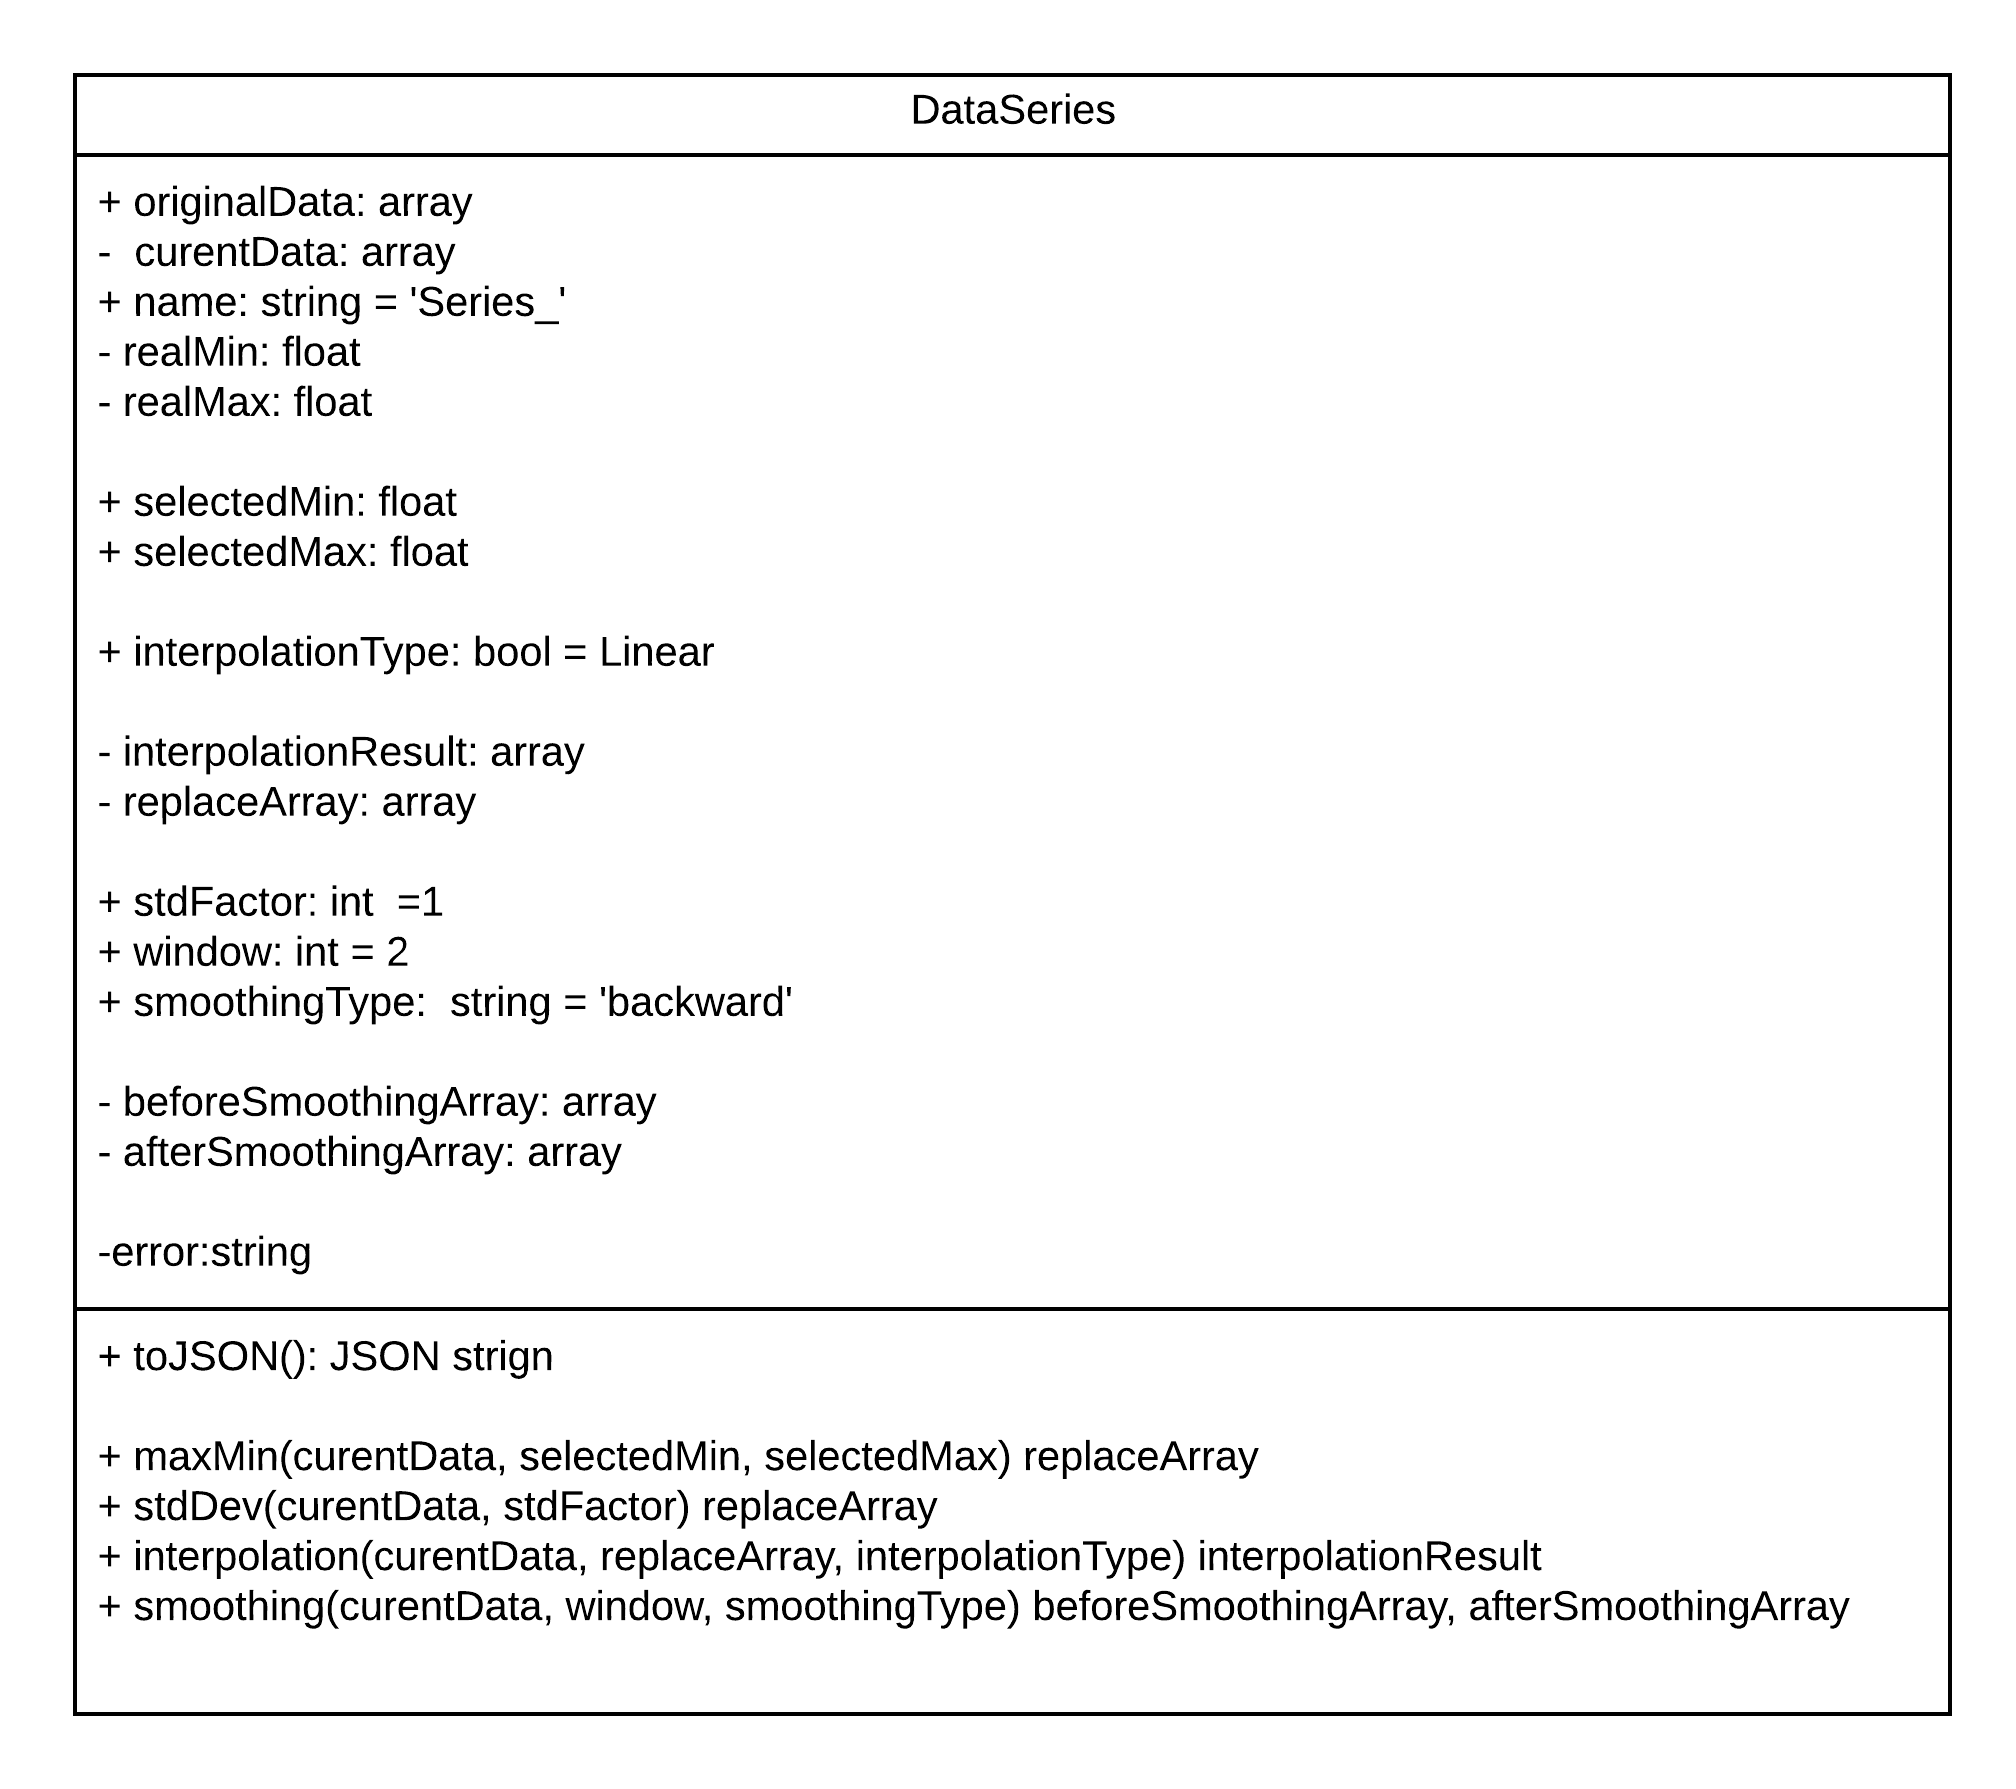 DataSeries
+ originalData: array
-  curentData: array
+ name: string = 'Series_'
- realMin: float
- realMax: float
+ selectedMin: float
+ selectedMax: float
+ interpolationType: bool = Linear
- interpolationResult: array
- replaceArray: array
+ stdFactor: int  =1
+ window: int = 2
+ smoothingType:  string = 'backward'
- beforeSmoothingArray: array
- afterSmoothingArray: array
-error:string
+ toJSON(): JSON strign
+ maxMin(curentData, selectedMin, selectedMax) replaceArray
+ stdDev(curentData, stdFactor) replaceArray
+ interpolation(curentData, replaceArray, interpolationType) interpolationResult
+ smoothing(curentData, window, smoothingType) beforeSmoothingArray, afterSmoothingArray